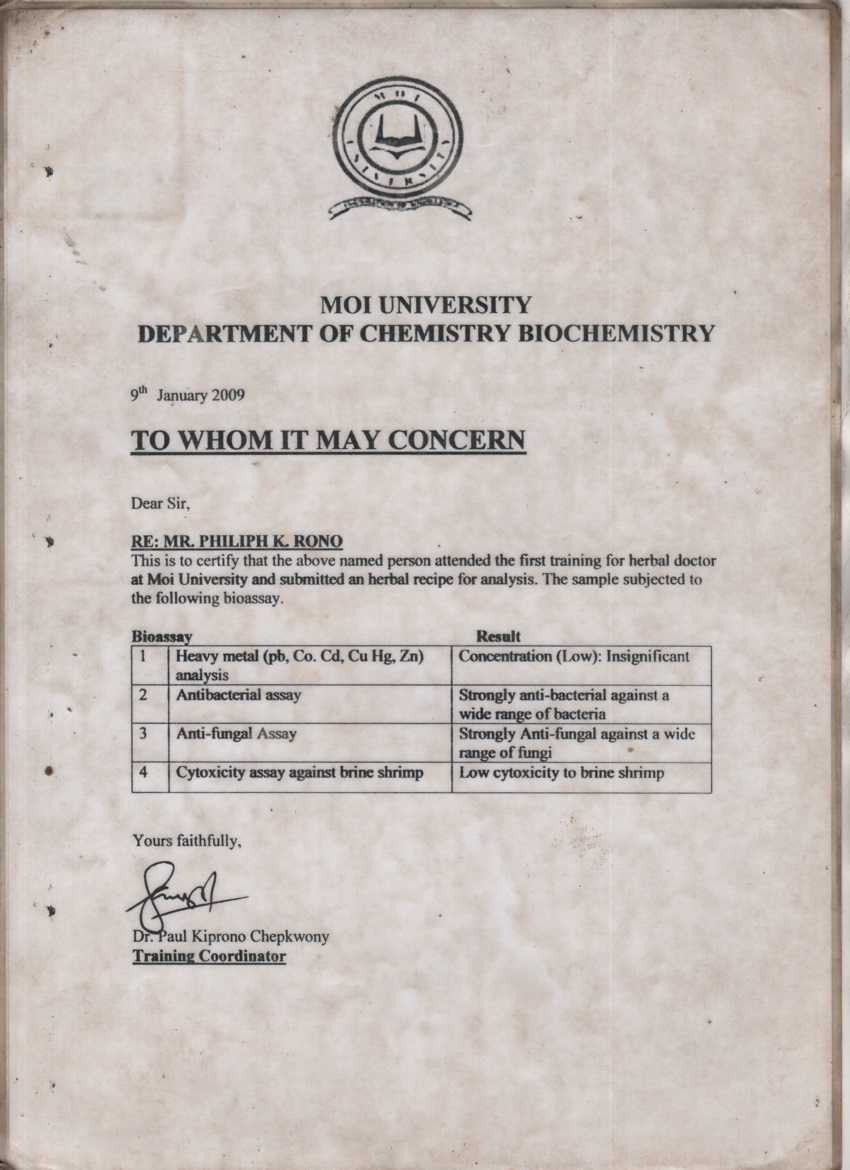 MOI
UNIVERSITY
MOI UNIVERSITY
DEPARTMENT OF CHEMISTRY BIOCHEMISTRY
9th January 2009
TO WHOM IT MAY CONCERN
Dear Sir,
RE: MR. PHILIPH K. RONO
This is to certify that the above named person attended the first training for herbal doctor
at Moi University and submitted an herbal recipe for analysis. The sample subjected to
the following bioassay.
Bioassay Result
1 Heavy metal (pb, Co. Cd, Cu Hg, Zn) Concentration (Low): Insignificant
analysis
2 Antibacterial assay Strongly anti-bacterial against a
wide range of bacteria
3 Anti-fungal Assay Strongly Anti-fungal against a wide
range of fungi
4 Cytoxicity assay against brine shrimp Low cytoxicity to brine shrimp
Yours faithfully,
Dr. Paul Kiprono Chepkwony
Training Coordinator